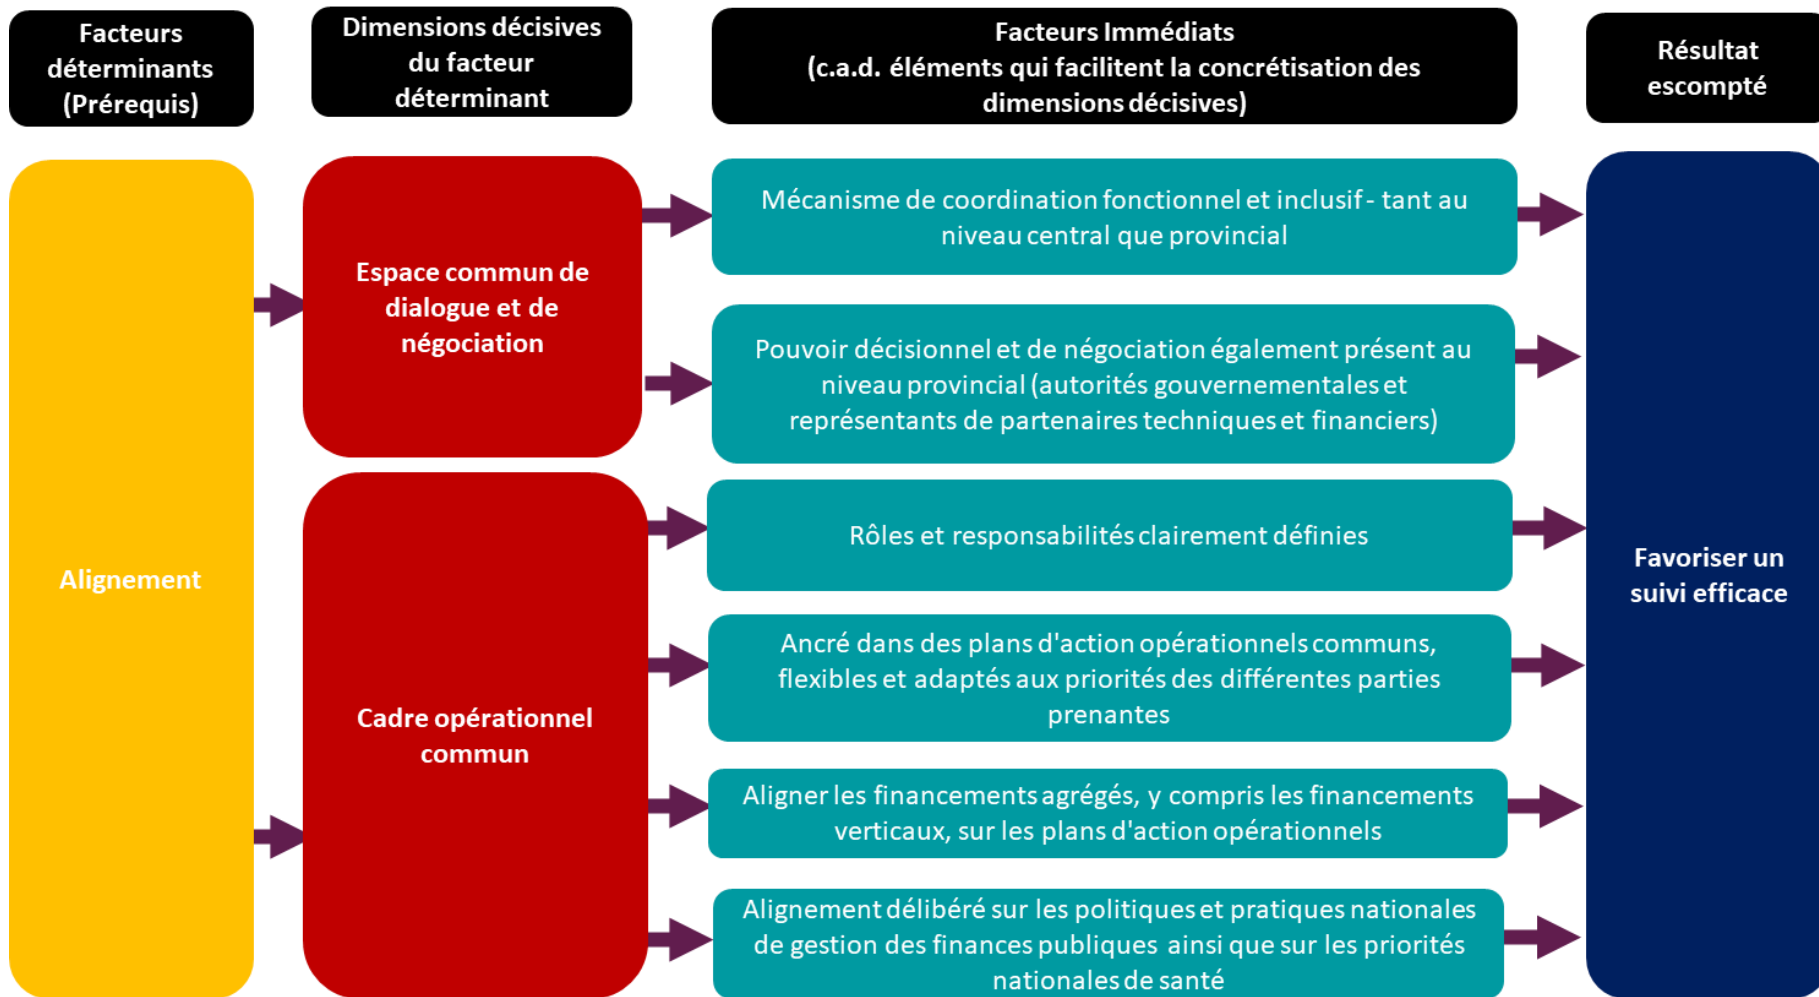 Facteurs
déterminants
(Prérequis)
Dimensions décisives
du facteur
déterminant
Facteurs Immédiats
(c.a.d. éléments qui facilitent la concrétisation des
dimensions décisives)
Résultat
escompté
Alignement
Espace commun de
dialogue et de
négociation
Mécanisme de coordination fonctionnel et inclusif - tant au
niveau central que provincial
Pouvoir décisionnel et de négociation également présent au
niveau provincial (autorités gouvernementales et
représentants de partenaires techniques et financiers)
Cadre opérationnel
commun
Rôles et responsabilités clairement définies
Ancré dans des plans d'action opérationnels communs,
flexibles et adaptés aux priorités des différentes parties
prenantes
Aligner les financements agrégés, y compris les financements
verticaux, sur les plans d'action opérationnels
Alignement délibéré sur les politiques et pratiques nationales
de gestion des finances publiques ainsi que sur les priorités
nationales de santé
Favoriser un
suivi efficace